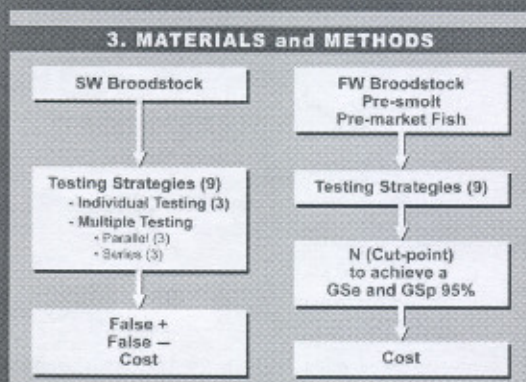 3. MATERIALS and METHODS
SW Broodstock
Testing Strategies (9)
- Individual Testing (3)
- Multiple Testing
• Parallel (3)
• Series (3)
False +
False —
Cost
FW Broodstock
Pre-smolt
Pre-market Fish
Testing Strategies (9)
N (Cut-point)
to achieve a
GSe and GSp 95%
Cost